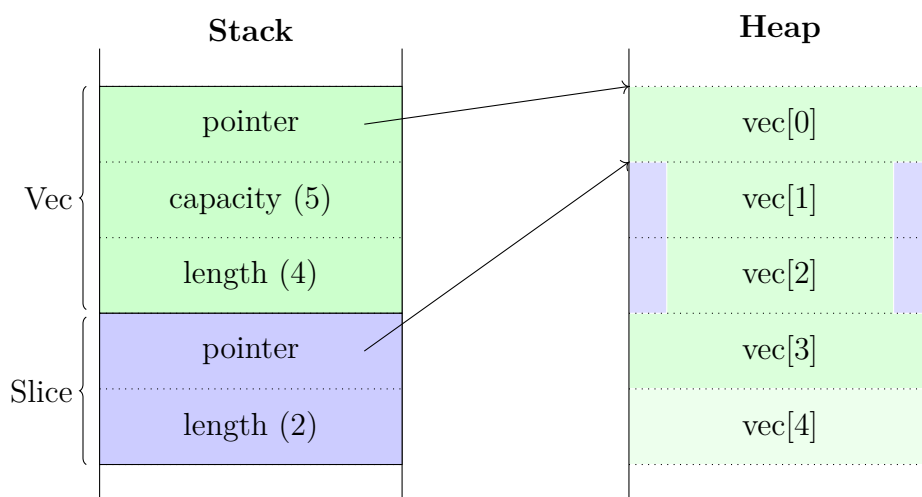 Stack
Heap
Vec
pointer
capacity (5)
length (4)
Slice
pointer
length (2)
vec[0]
vec[1]
vec[2]
vec[3]
vec[4]